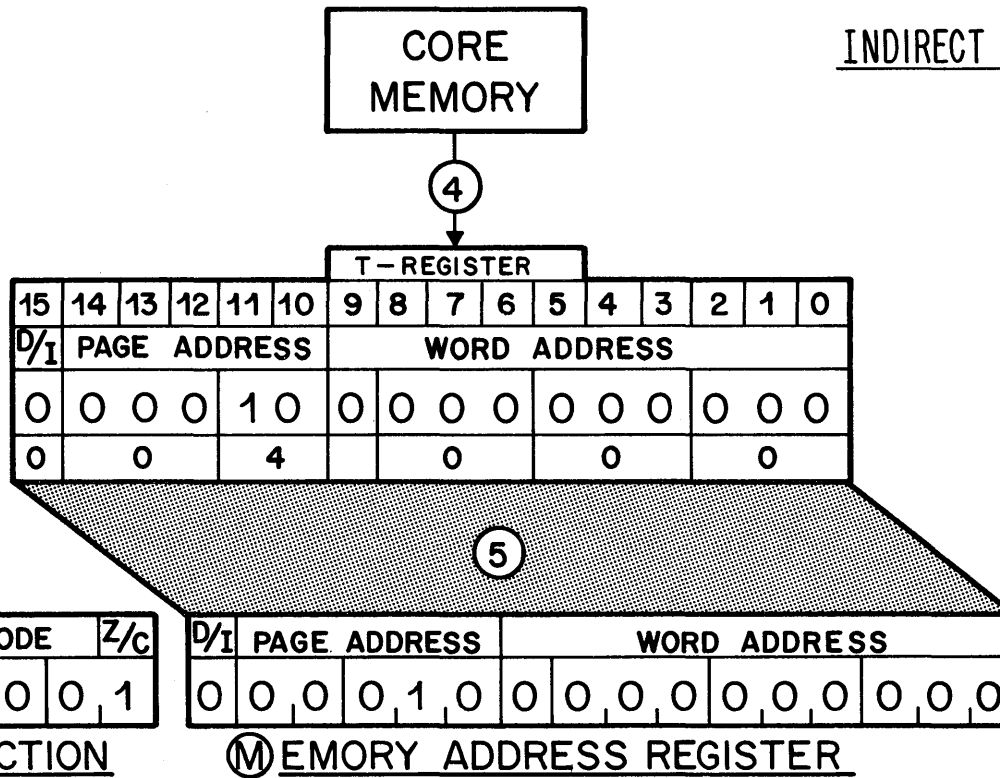 CORE
MEMORY
INDIRECT
4
T-REGISTER
15 14 13 12 11 10 9 8 7 6 5 4 3 2 1 0
D/I PAGE ADDRESS WORD ADDRESS
0 0 0 0 1 0 0 0 0 0 0 0 0 0 0 0
0 0 4 0 0 0
5
ODE Z/C D/I PAGE ADDRESS WORD ADDRESS
0 0 1 0 0 0 0 1 0 0 0 0 0 0 0 0 0 0 0
CTION MEMORY ADDRESS REGISTER